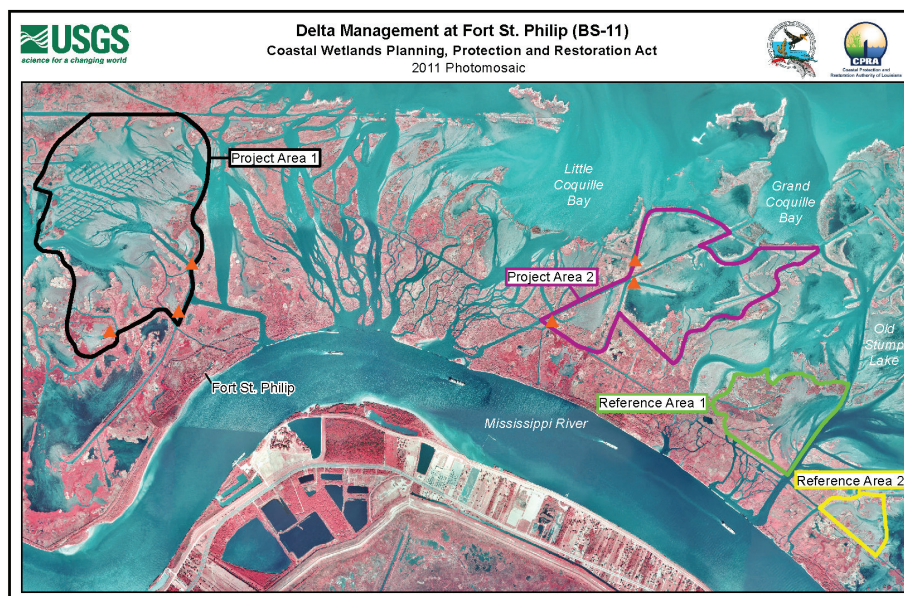 USGS
science for a changing world
Delta Management at Fort St. Philip (BS-11)
Coastal Wetlands Planning, Protection and Restoration Act
2011 Photomosaic
CPRA
Coastal Protection and
Restoration Authority of Louisiana
Project Area 1
Little
Coquille
Bay
Grand
Coquille
Bay
Project Area 2
Old
Stump
Lake
Fort St. Philip
Reference Area 1
Mississippi River
Reference Area 2